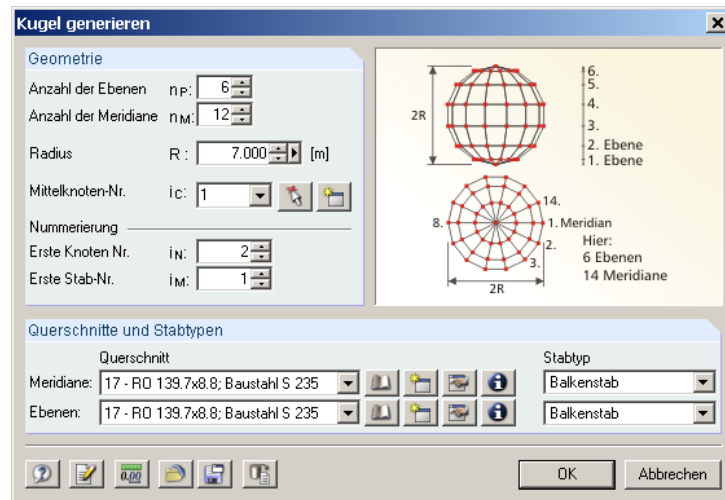 Kugel generieren
Geometrie
Anzahl der Ebenen nP: 6
Anzahl der Meridiane nM: 12
Radius R : 7.000 [m]
Mittelknoten-Nr. iC: 1
Nummerierung
Erste Knoten Nr. iN: 2
Erste Stab-Nr. iM: 1
2R
6.
5.
4.
3.
2. Ebene
1. Ebene
14.
8.
1. Meridian
2.
3.
Hier:
6 Ebenen
14 Meridiane
2R
Querschnitte und Stabtypen
Querschnitt Stabtyp
Meridiane: 17 - RO 139.7x8.8; Baustahl S 235 Balkenstab
Ebenen: 17 - RO 139.7x8.8; Baustahl S 235 Balkenstab
0,00
OK Abbrechen